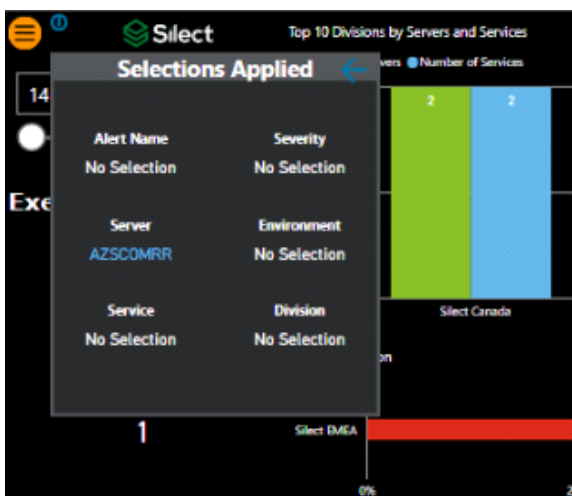 Silect
Top 10 Divisions by Servers and Services
vers Number of Services
Selections Applied
14
2 2
Alert Name Severity
No Selection No Selection
Exe
Server Environment
AZSCOMRR No Selection
Service Division
No Selection No Selection
Silect Canada
on
1
Silect EMEA
0% 2